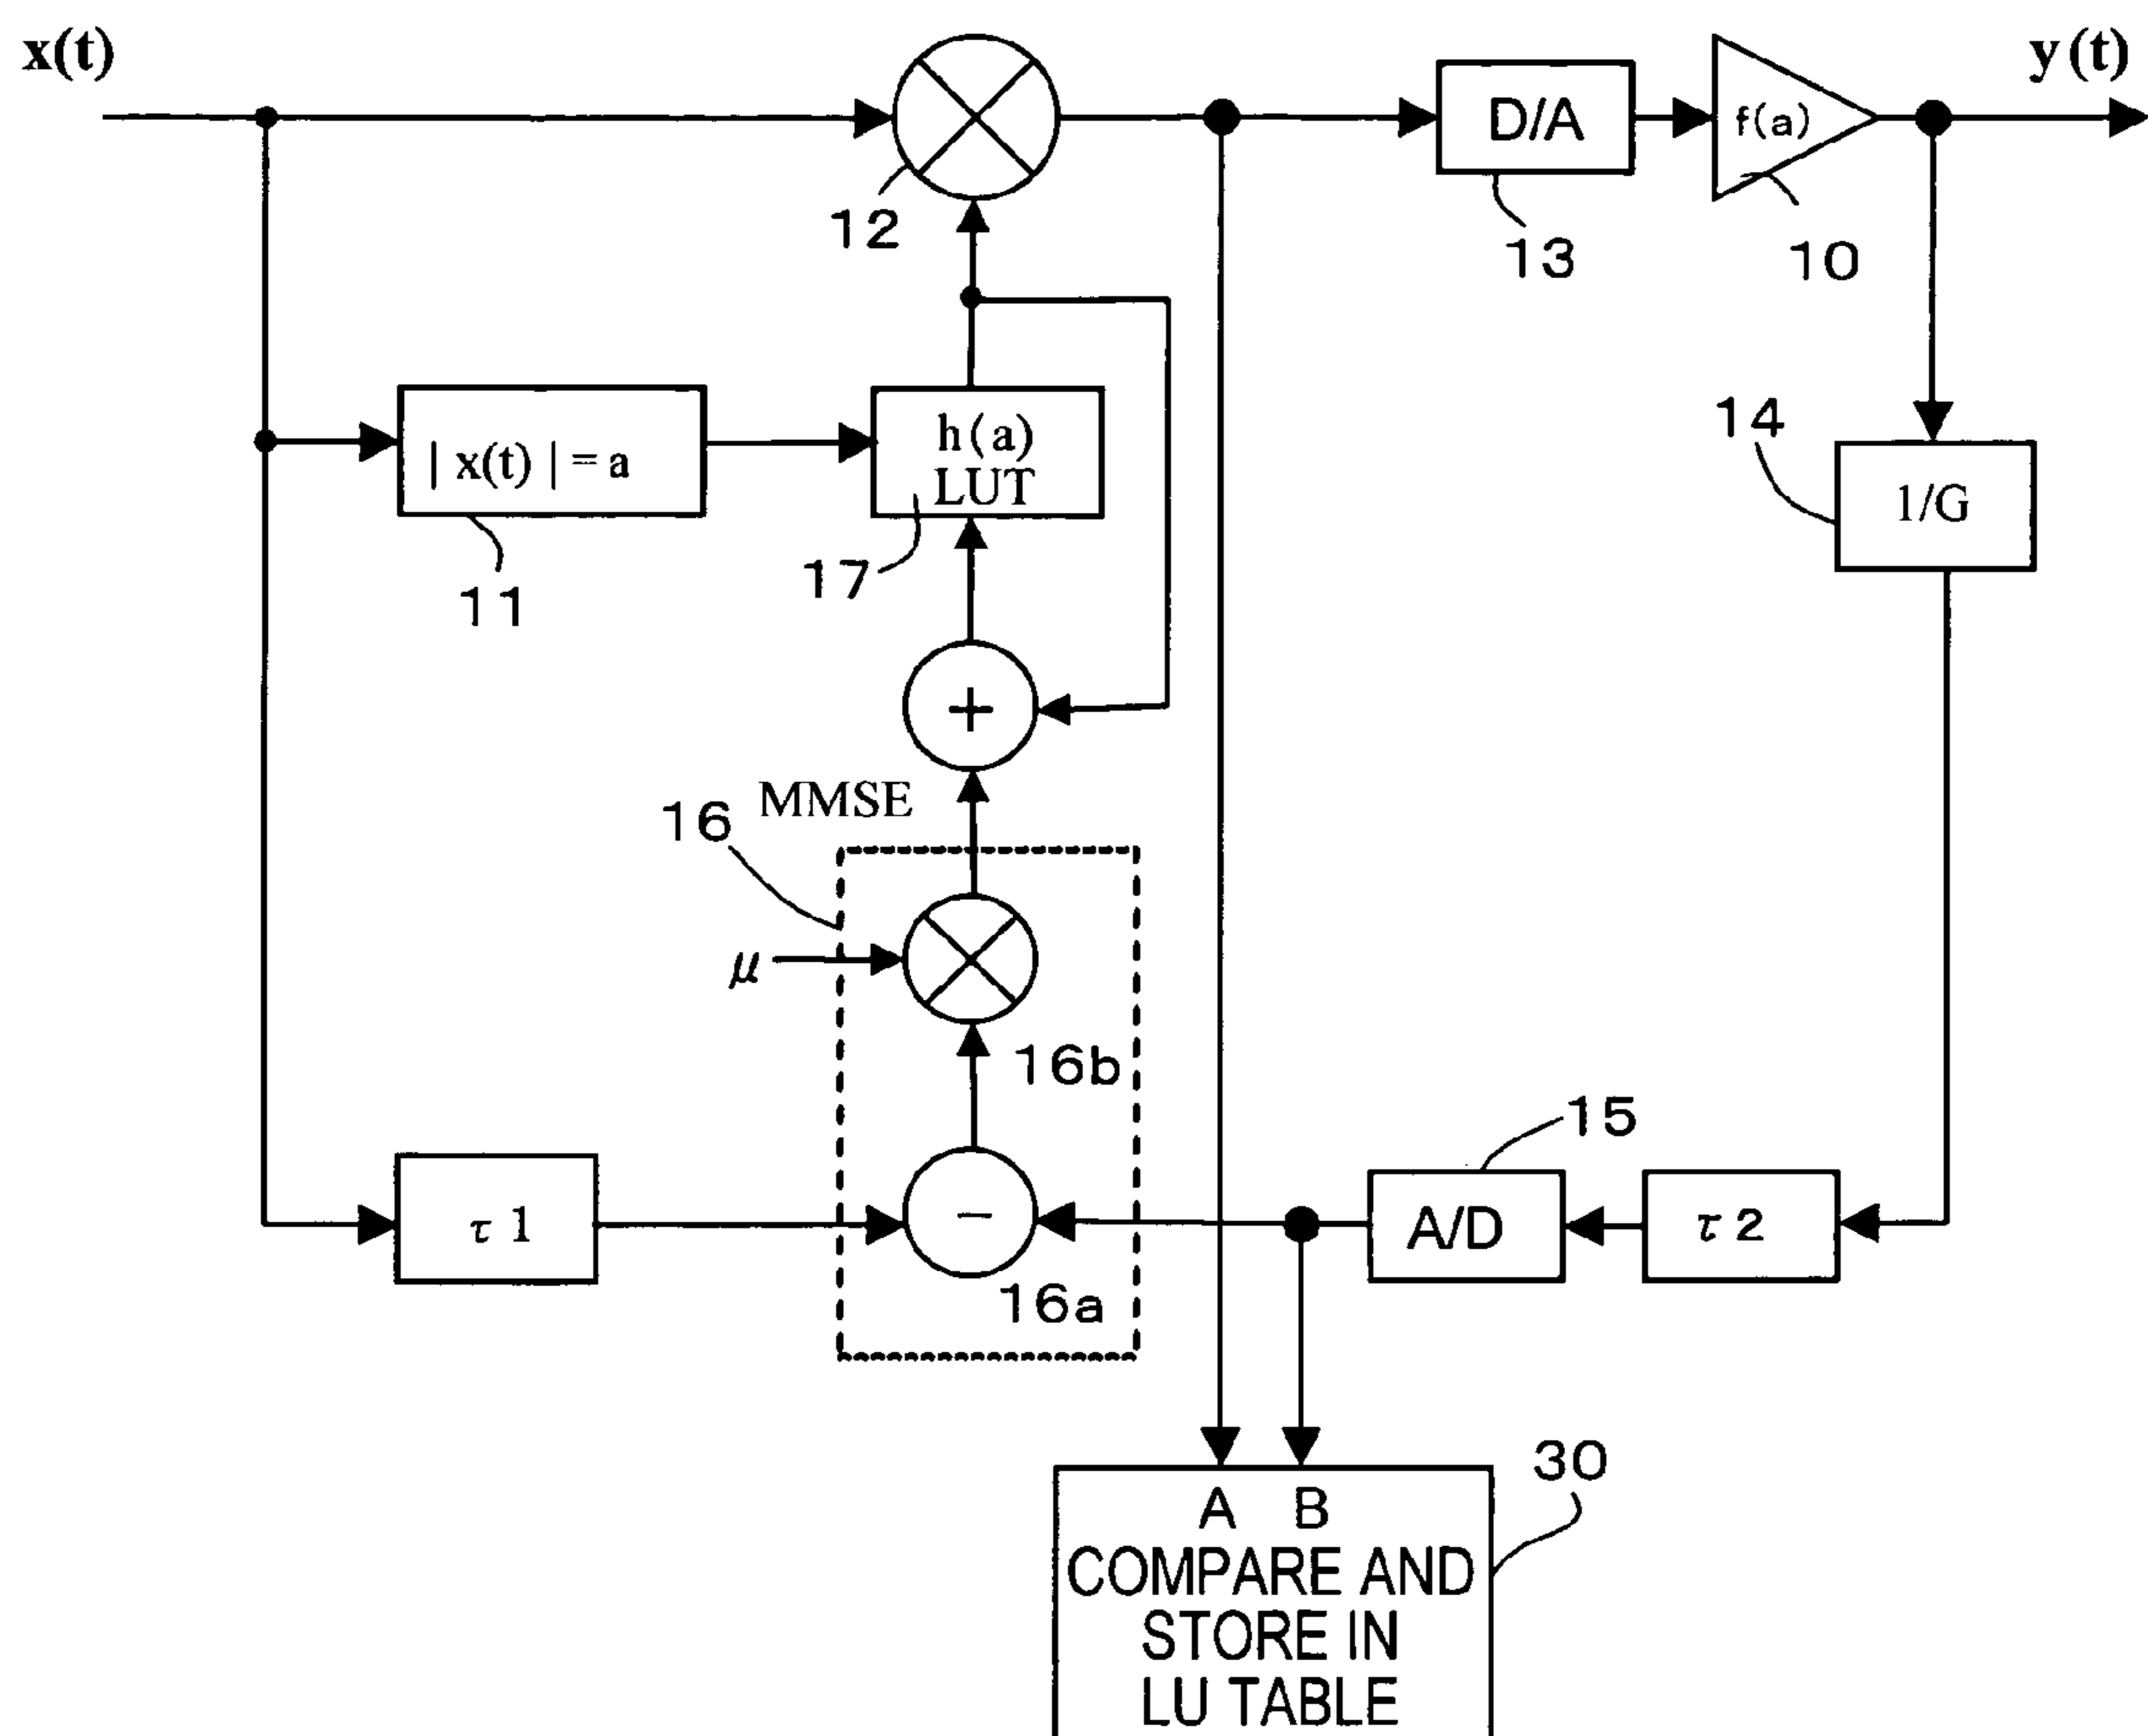 x(t)
y(t)
D/A
f(a)
12
13
10
| x(t) | = a
h(a)
LUT
14
1/G
11
17
+
MMSE
16
μ
16b
15
τ 1
−
A/D
τ 2
16a
30
A B
COMPARE AND
STORE IN
LU TABLE